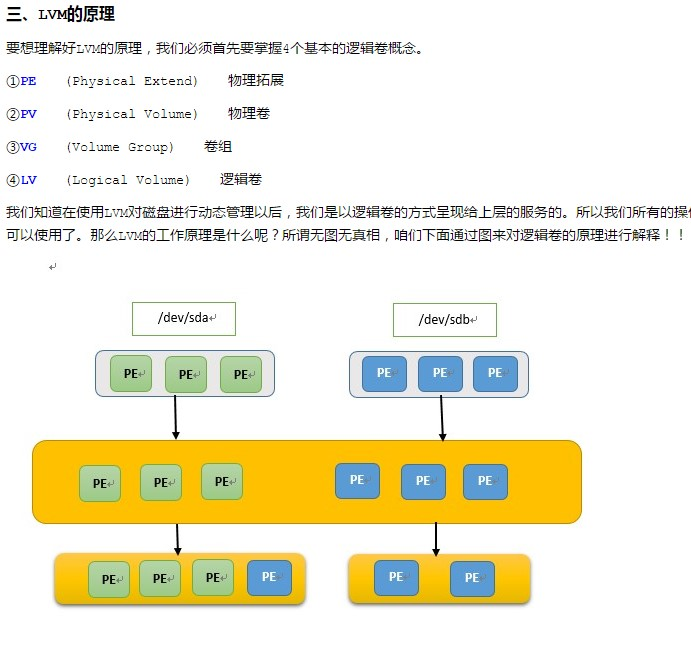 三、LVM的原理
要想理解好LVM的原理，我们必须首先要掌握4个基本的逻辑卷概念。
①PE (Physical Extend) 物理拓展
②PV (Physical Volume) 物理卷
③VG (Volume Group) 卷组
④LV (Logical Volume) 逻辑卷
我们知道在使用LVM对磁盘进行动态管理以后，我们是以逻辑卷的方式呈现给上层的服务的。所以我们所有的操
可以使用了。那么LVM的工作原理是什么呢？所谓无图无真相，咱们下面通过图来对逻辑卷的原理进行解释！！
/dev/sda /dev/sdb
PE PE PE PE PE PE
PE PE PE PE PE PE
PE PE PE PE PE PE